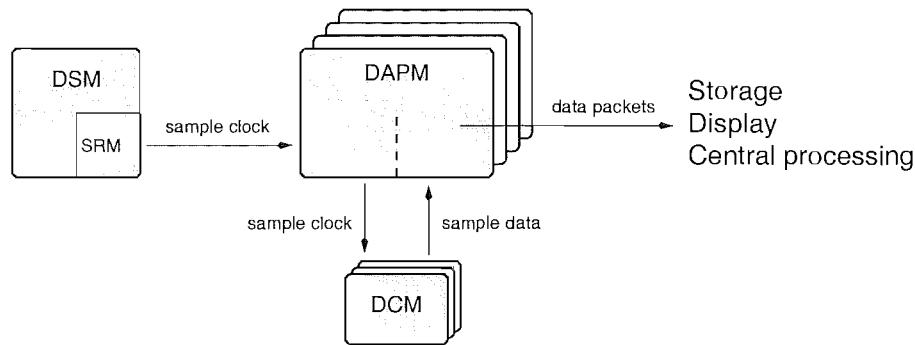 DSM
SRM
sample clock
DAPM
data packets
Storage
Display
Central processing
sample clock
sample data
DCM